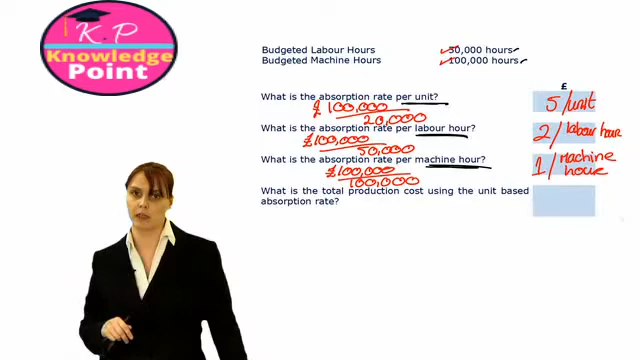 K.P
Knowledge
Point
Budgeted Labour Hours 50,000 hours
Budgeted Machine Hours 100,000 hours
£
What is the absorption rate per unit? 5/unit
£100,000
20,000
What is the absorption rate per labour hour? 2/labour hour
£100,000
50,000
What is the absorption rate per machine hour? 1/machine
hour
£100,000
100,000
What is the total production cost using the unit based
absorption rate?